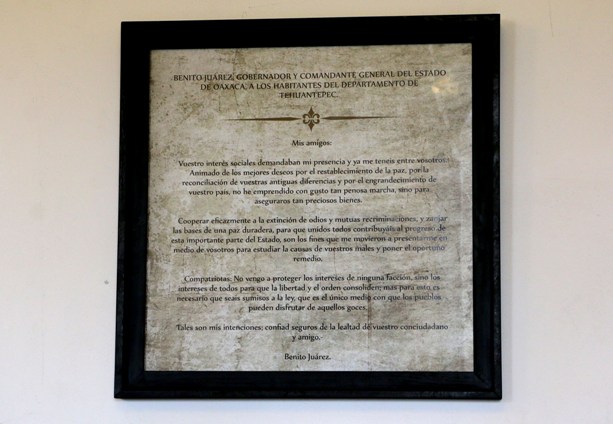 BENITO JUÁREZ, GOBERNADOR Y COMANDANTE GENERAL DEL ESTADO
DE OAXACA, A LOS HABITANTES DEL DEPARTAMENTO DE
TEHUANTEPEC.
Mis amigos:
Vuestro interés sociales demandaban mi presencia y ya me teneis entre vosotros.
Animado de los mejores deseos por el restablecimiento de la paz, por la
reconciliación de vuestras antiguas diferencias y por el engrandecimiento de
vuestro país, no he emprendido con gusto tan penosa marcha, sino para
aseguraros tan preciosos bienes.
Cooperar eficazmente a la extinción de odios y mutuas recriminaciones, y zanjar
las bases de una paz duradera, para que unidos todos contribuyáis al progreso de
esta importante parte del Estado, son los fines que me movieron a presentarme en
medio de vosotros para estudiar la causas de vuestros males y poner el oportuno
remedio.
Compatriotas: No vengo a proteger los intereses de ninguna facción, sino los
intereses de todos para que la libertad y el orden consoliden; mas para esto es
necesario que seais sumisos a la ley, que es el único medio con que los pueblos
pueden disfrutar de aquellos goces.
Tales son mis intenciones; confiad seguros de la lealtad de vuestro conciudadano
y amigo.
Benito Juárez.